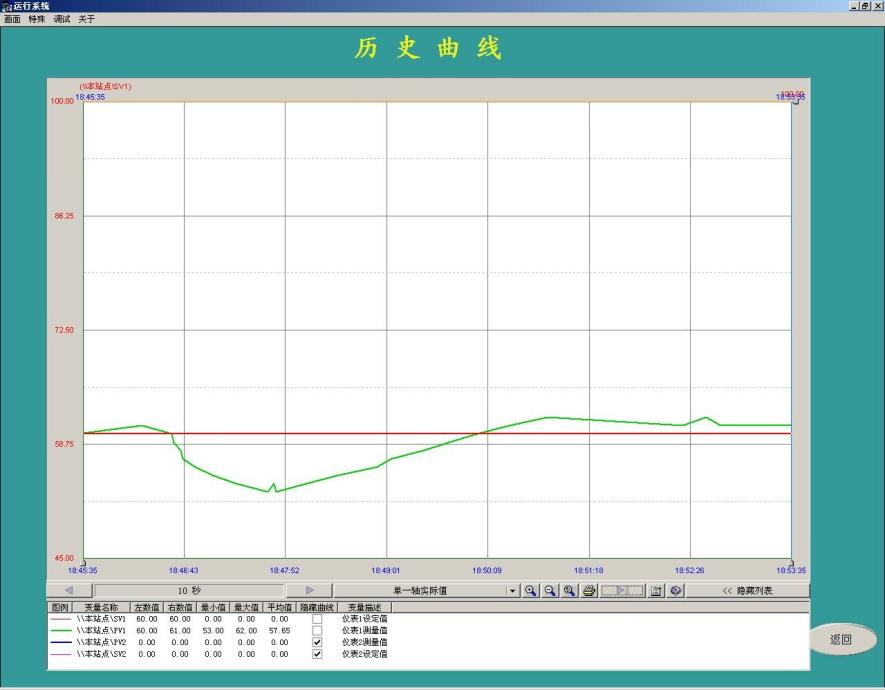 运行系统
画面 特殊 调试 关于
历史曲线
(\\本站点\SV1)
18:45:35
100.00
100.00
18:53:35
86.25
72.50
58.75
45.00
18:45:35 18:46:43 18:47:52 18:49:01 18:50:09 18:51:18 18:52:26 18:53:35
10 秒 单一轴实际值 << 隐藏列表
图例 变量名称 左数值 右数值 最小值 最大值 平均值 隐藏曲线 变量描述
\\本站点\SV1 60.00 60.00 0.00 0.00 0.00 仪表1设定值
\\本站点\PV1 60.00 61.00 53.00 62.00 57.65 仪表1测量值
\\本站点\PV2 0.00 0.00 0.00 0.00 0.00 仪表2测量值
\\本站点\SV2 0.00 0.00 0.00 0.00 0.00 仪表2设定值
返回